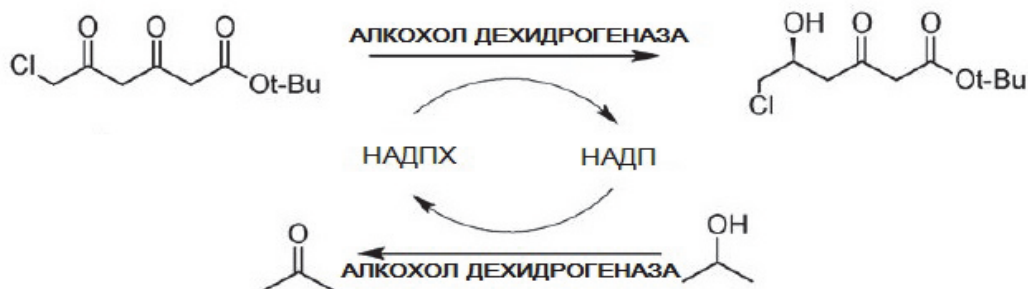 O O O
Cl
Ot-Bu
АЛКОХОЛ ДЕХИДРОГЕНАЗА
OH O O
Cl
Ot-Bu
НАДПХ НАДП
O
OH
АЛКОХОЛ ДЕХИДРОГЕНАЗА